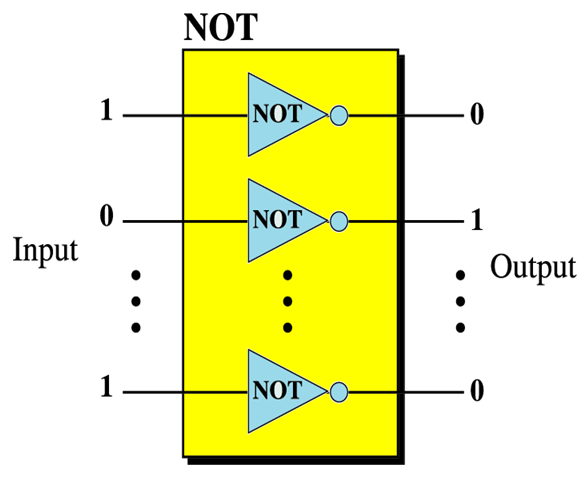 NOT
1 NOT 0
0 NOT 1
Input
Output
1 NOT 0